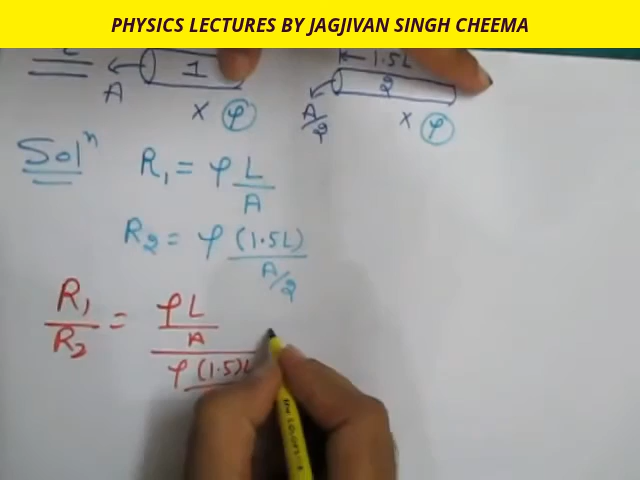 PHYSICS LECTURES BY JAGJIVAN SINGH CHEEMA
1 1.5L
A 2
A/2
X ρ X ρ
Solⁿ R₁ = ρ L/A
R₂ = ρ (1.5L)/A/2
R₁/R₂ = ρL/A / ρ(1.5)L